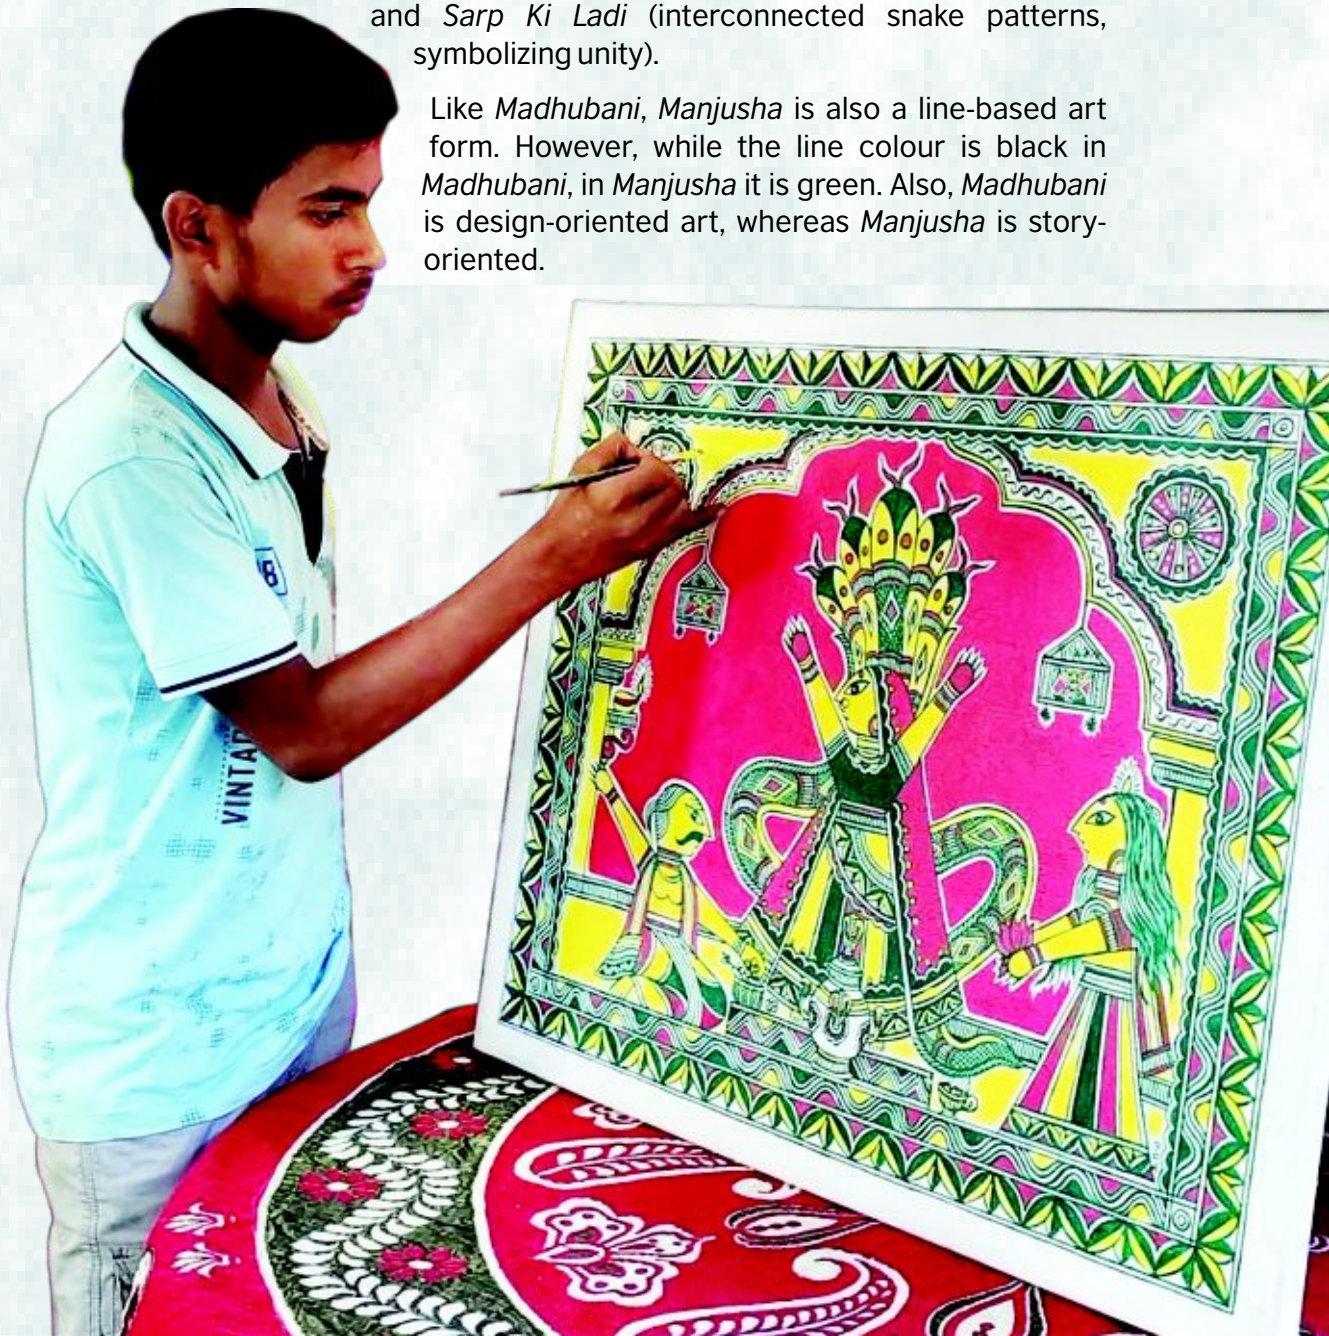 and Sarp Ki Ladi (interconnected snake patterns,
symbolizing unity).
Like Madhubani, Manjusha is also a line-based art
form. However, while the line colour is black in
Madhubani, in Manjusha it is green. Also, Madhubani
is design-oriented art, whereas Manjusha is story-
oriented.
B